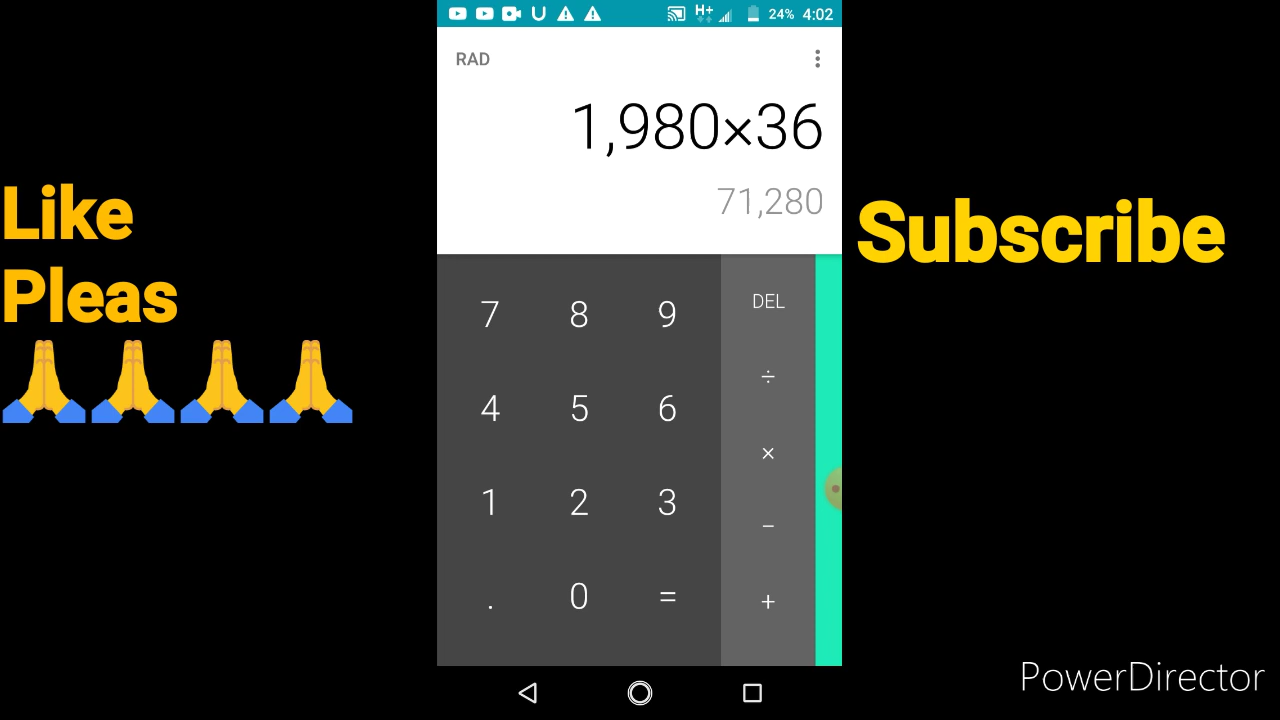 24% 4:02
H+
RAD
1,980×36
71,280
Like
Pleas
Subscribe
7 8 9 DEL
÷
4 5 6
×
1 2 3
−
. 0 =
+
PowerDirector